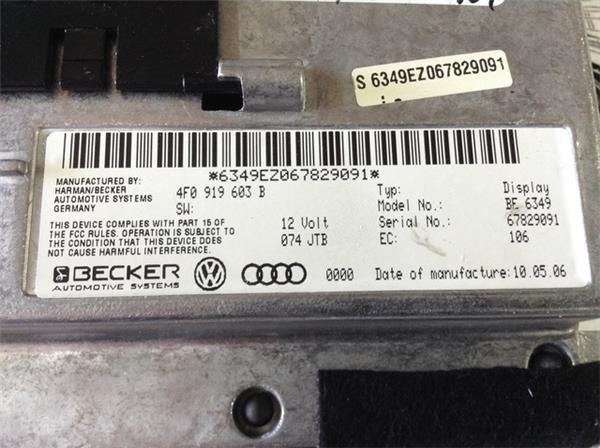 S 6349EZ067829091
*6349EZ067829091*
MANUFACTURED BY:
HARMAN/BECKER
AUTOMOTIVE SYSTEMS
GERMANY
4F0 919 603 B
SW:
Typ: Display
Model No.: BE 6349
Serial No.: 67829091
EC: 106
THIS DEVICE COMPLIES WITH PART 15 OF
THE FCC RULES. OPERATION IS SUBJECT TO
THE CONDITION THAT THIS DEVICE DOES
NOT CAUSE HARMFUL INTERFERENCE.
12 Volt
074 JTB
BECKER
AUTOMOTIVE SYSTEMS
VW
0000
Date of manufacture: 10.05.06